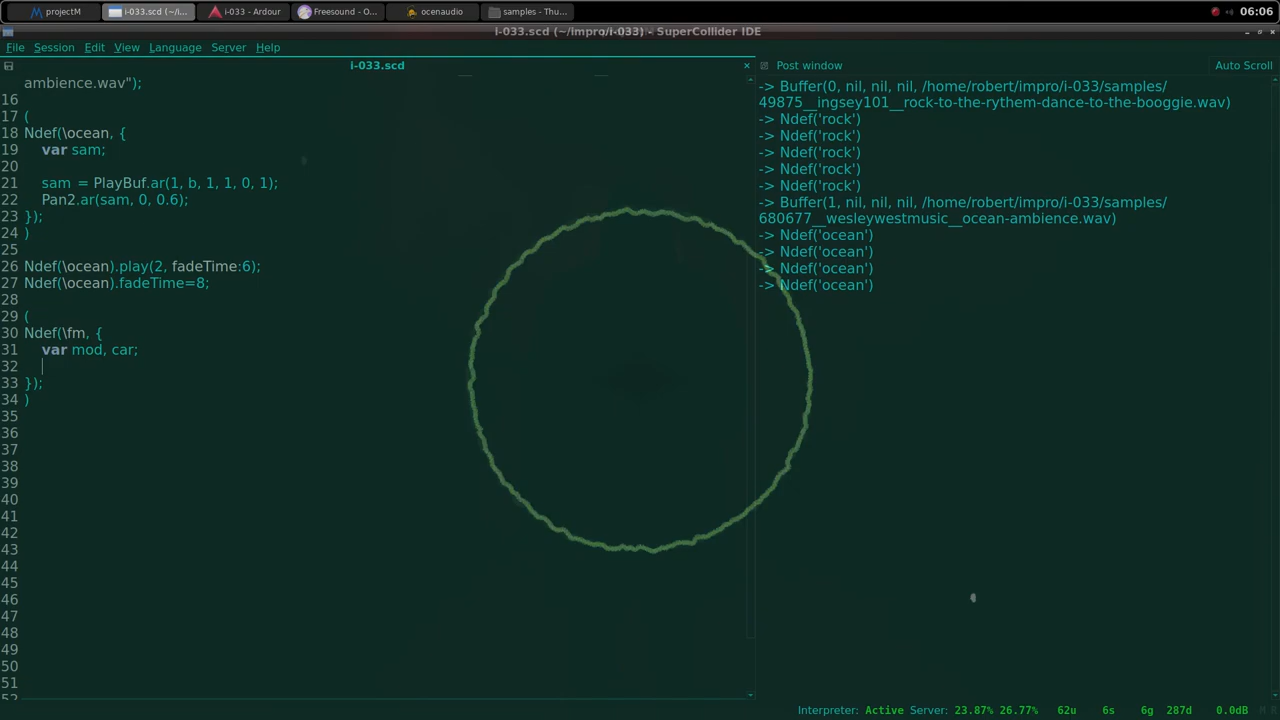 projectM
i-033.scd (~/i...
i-033 - Ardour
Freesound - O...
ocenaudio
samples - Thu...
06:06
i-033.scd (~/impro/i-033) - SuperCollider IDE
File Session Edit View Language Server Help
i-033.scd
Post window
Auto Scroll
ambience.wav");
16
17 (
18 Ndef(\ocean, {
19 var sam;
20
21 sam = PlayBuf.ar(1, b, 1, 1, 0, 1);
22 Pan2.ar(sam, 0, 0.6);
23 });
24 )
25
26 Ndef(\ocean).play(2, fadeTime:6);
27 Ndef(\ocean).fadeTime=8;
28
29 (
30 Ndef(\fm, {
31 var mod, car;
32
33 });
34 )
35
36
37
38
39
40
41
42
43
44
45
46
47
48
49
50
51
52
-> Buffer(0, nil, nil, nil, /home/robert/impro/i-033/samples/
49875__ingsey101__rock-to-the-rythem-dance-to-the-booggie.wav)
-> Ndef('rock')
-> Ndef('rock')
-> Ndef('rock')
-> Ndef('rock')
-> Ndef('rock')
-> Buffer(1, nil, nil, nil, /home/robert/impro/i-033/samples/
680677__wesleywestmusic__ocean-ambience.wav)
-> Ndef('ocean')
-> Ndef('ocean')
-> Ndef('ocean')
-> Ndef('ocean')
Interpreter: Active Server: 23.87% 26.77% 62u 6s 6g 287d 0.0dB